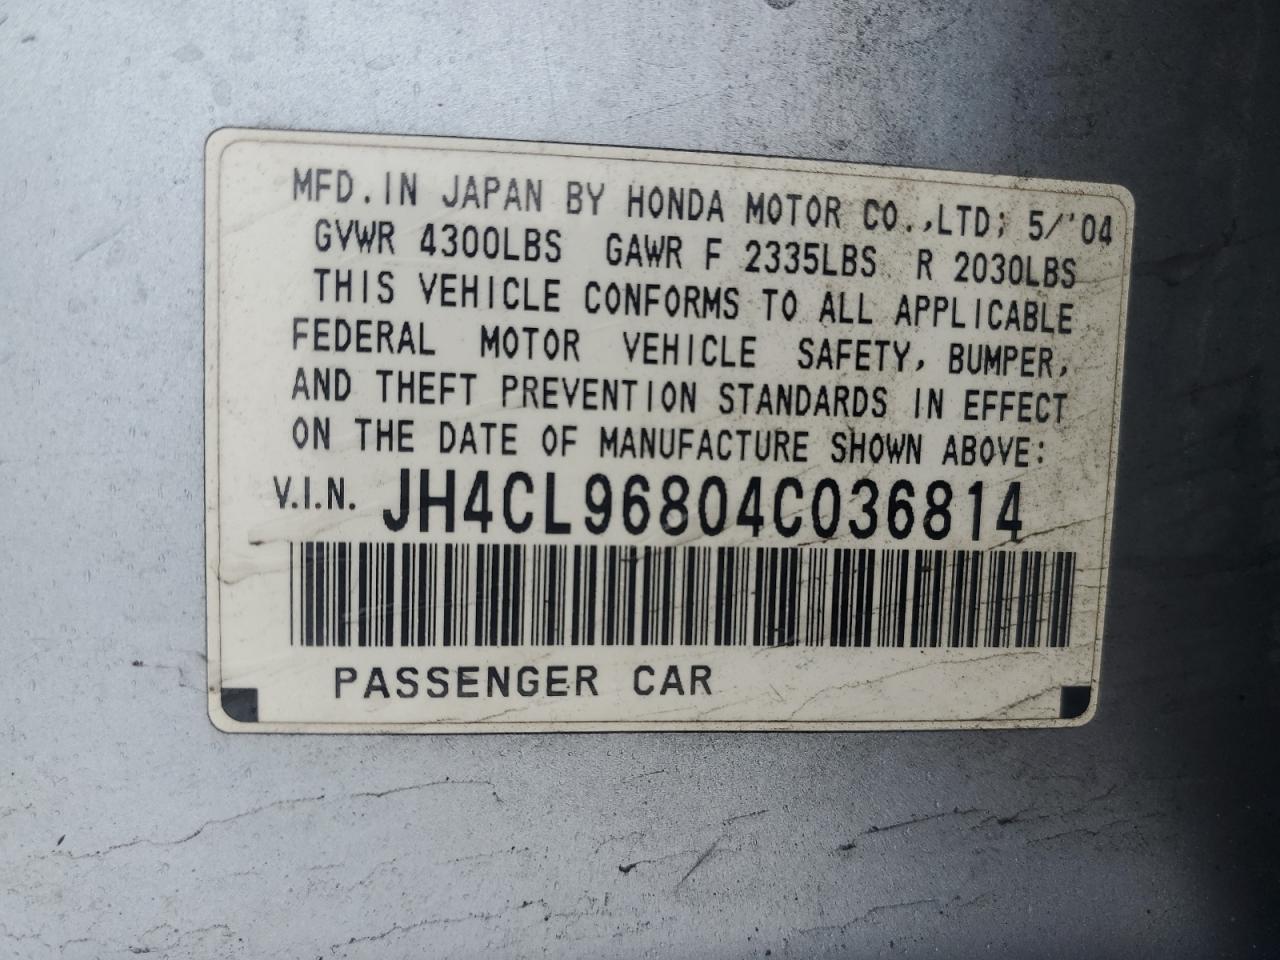 MFD. IN JAPAN BY HONDA MOTOR CO.,LTD; 5/'04
GVWR 4300LBS GAWR F 2335LBS R 2030LBS
THIS VEHICLE CONFORMS TO ALL APPLICABLE
FEDERAL MOTOR VEHICLE SAFETY, BUMPER,
AND THEFT PREVENTION STANDARDS IN EFFECT
ON THE DATE OF MANUFACTURE SHOWN ABOVE:
V.I.N. JH4CL96804C036814
PASSENGER CAR